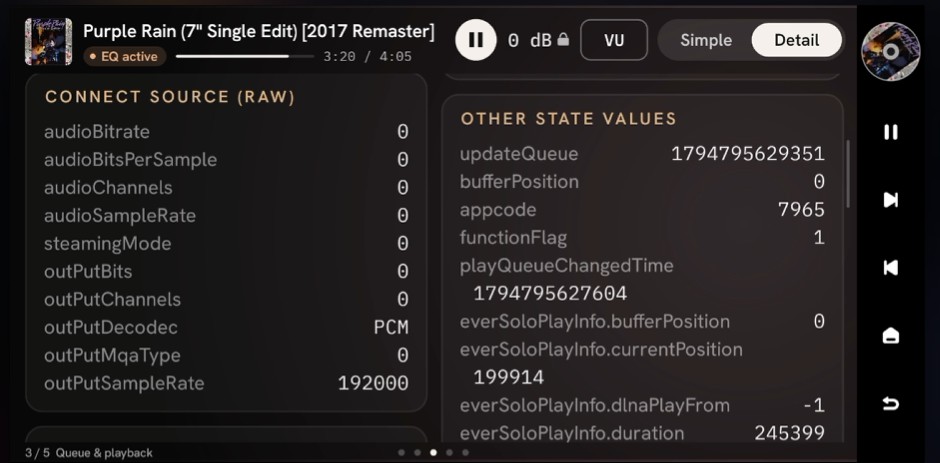 Purple Rain (7" Single Edit) [2017 Remaster]
EQ active
3:20 / 4:05
0 dB
VU
Simple
Detail
CONNECT SOURCE (RAW)
audioBitrate 0
audioBitsPerSample 0
audioChannels 0
audioSampleRate 0
steamingMode 0
outPutBits 0
outPutChannels 0
outPutDecodec PCM
outPutMqaType 0
outPutSampleRate 192000
OTHER STATE VALUES
updateQueue 1794795629351
bufferPosition 0
appcode 7965
functionFlag 1
playQueueChangedTime
1794795627604
everSoloPlayInfo.bufferPosition 0
everSoloPlayInfo.currentPosition
199914
everSoloPlayInfo.dlnaPlayFrom -1
everSoloPlayInfo.duration 245399
3 / 5 Queue & playback